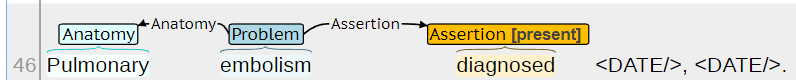 Anatomy Anatomy Problem Assertion Assertion [present]
46 Pulmonary embolism diagnosed <DATE/>, <DATE/>.